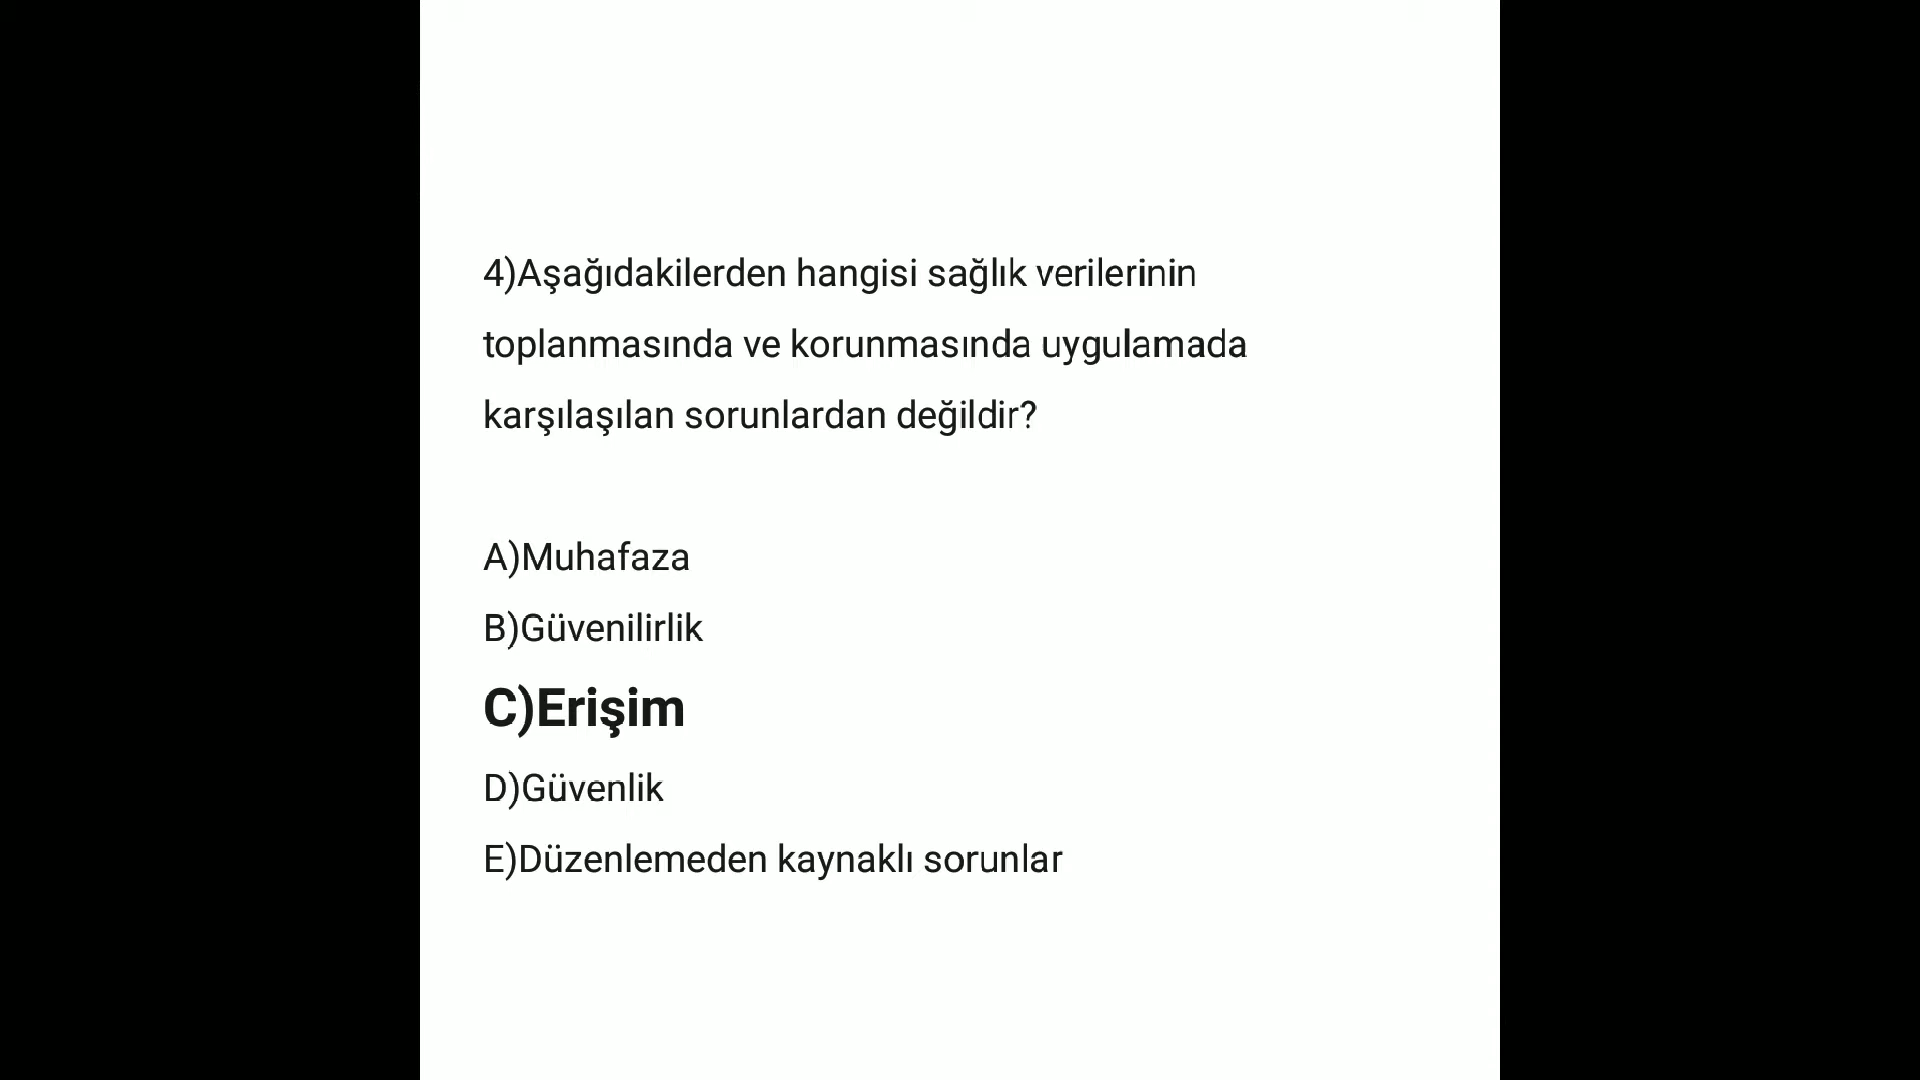 4)Aşağıdakilerden hangisi sağlık verilerinin
toplanmasında ve korunmasında uygulamada
karşılaşılan sorunlardan değildir?
A)Muhafaza
B)Güvenilirlik
C)Erişim
D)Güvenlik
E)Düzenlemeden kaynaklı sorunlar